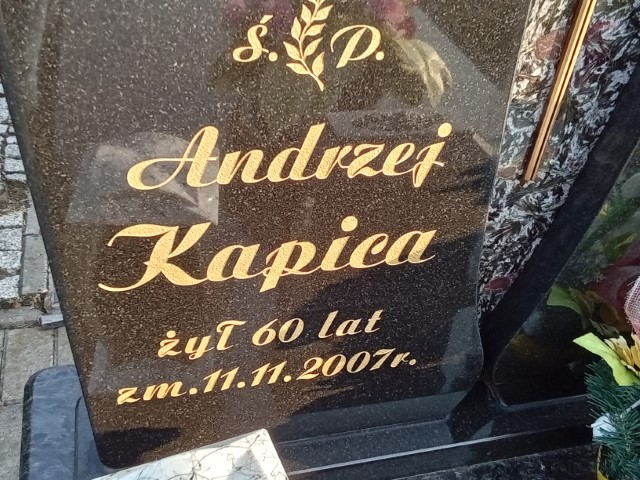 Ś. P.
Andrzej
Kapica
żył 60 lat
zm. 11.11.2007r.